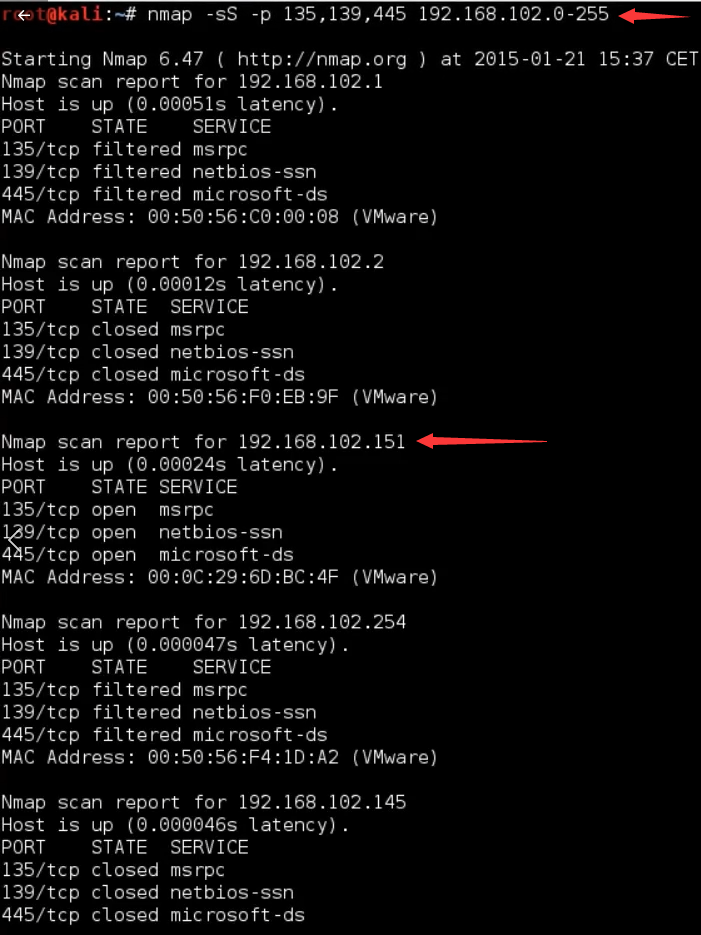 root@kali:~# nmap -sS -p 135,139,445 192.168.102.0-255
Starting Nmap 6.47 ( http://nmap.org ) at 2015-01-21 15:37 CET
Nmap scan report for 192.168.102.1
Host is up (0.00051s latency).
PORT    STATE    SERVICE
135/tcp filtered msrpc
139/tcp filtered netbios-ssn
445/tcp filtered microsoft-ds
MAC Address: 00:50:56:C0:00:08 (VMware)
Nmap scan report for 192.168.102.2
Host is up (0.00012s latency).
PORT    STATE  SERVICE
135/tcp closed msrpc
139/tcp closed netbios-ssn
445/tcp closed microsoft-ds
MAC Address: 00:50:56:F0:EB:9F (VMware)
Nmap scan report for 192.168.102.151
Host is up (0.00024s latency).
PORT    STATE SERVICE
135/tcp open  msrpc
139/tcp open  netbios-ssn
445/tcp open  microsoft-ds
MAC Address: 00:0C:29:6D:BC:4F (VMware)
Nmap scan report for 192.168.102.254
Host is up (0.000047s latency).
PORT    STATE    SERVICE
135/tcp filtered msrpc
139/tcp filtered netbios-ssn
445/tcp filtered microsoft-ds
MAC Address: 00:50:56:F4:1D:A2 (VMware)
Nmap scan report for 192.168.102.145
Host is up (0.000046s latency).
PORT    STATE  SERVICE
135/tcp closed msrpc
139/tcp closed netbios-ssn
445/tcp closed microsoft-ds